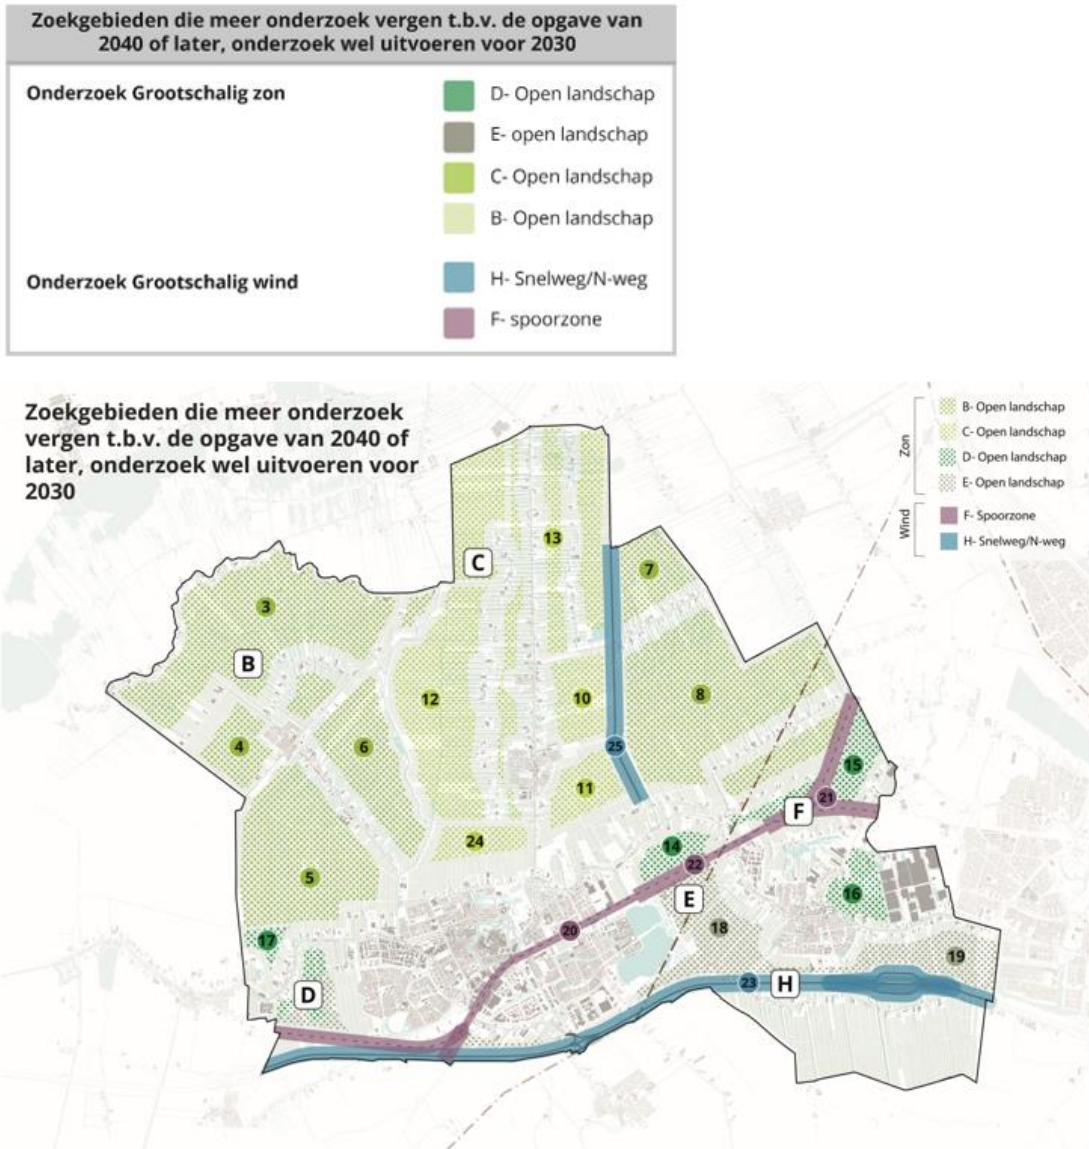 Zoekgebieden die meer onderzoek vergen t.b.v. de opgave van
2040 of later, onderzoek wel uitvoeren voor 2030
Onderzoek Grootschalig zon
D- Open landschap
E- open landschap
C- Open landschap
B- Open landschap
Onderzoek Grootschalig wind
H- Snelweg/N-weg
F- spoorzone
Zoekgebieden die meer onderzoek
vergen t.b.v. de opgave van 2040 of
later, onderzoek wel uitvoeren voor
2030
Zon
B- Open landschap
C- Open landschap
D- Open landschap
E- Open landschap
Wind
F- Spoorzone
H- Snelweg/N-weg
13
C
7
3
B
12
10
8
4
6
25
15
11
21
F
24
14
22
5
16
E
18
20
17
19
23
H
D